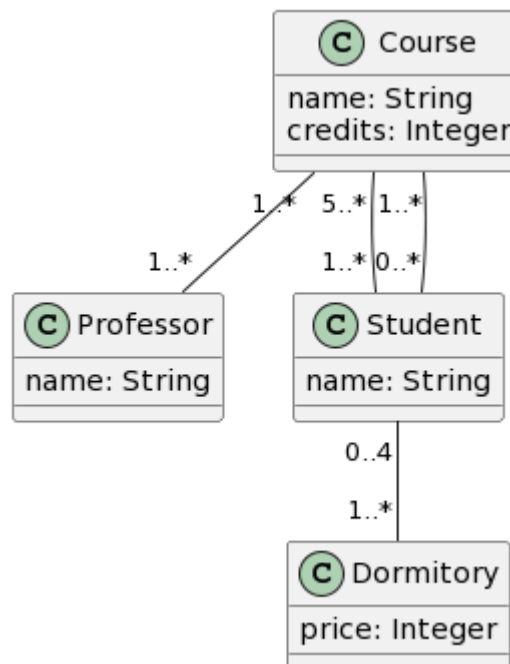 C Course
name: String
credits: Integer
1..* 5..* 1..*
1..* 1..* 0..*
C Professor
name: String
C Student
name: String
0..4
1..*
C Dormitory
price: Integer